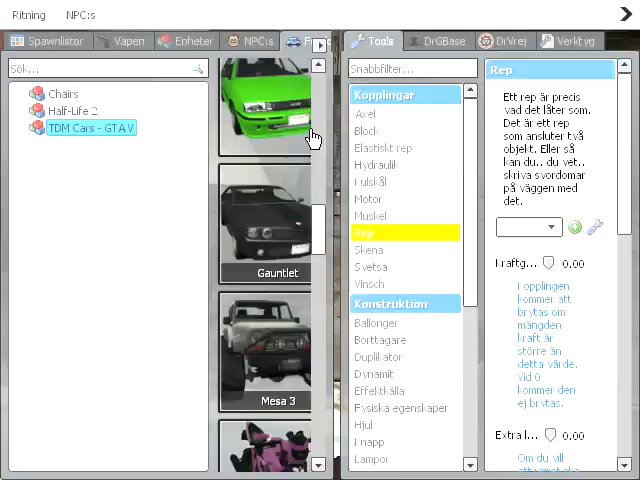 Ritning NPC:s
Spawnlistor Vapen Enheter NPC:s
Tools DrGBase DrVrej Verktyg
Sök...
Chairs
Half-Life 2
TDM Cars - GTA V
Gauntlet
Mesa 3
Snabbfilter...
Kopplingar
Axel
Block
Elastiskt rep
Hydraulik
Hulskål
Motor
Muskel
Rep
Skena
Svetsa
Vinsch
Konstruktion
Ballonger
Borttagare
Duplikator
Dynamit
Effektkälla
Fysiska egenskaper
Hjul
Knapp
Lampor
Rep
Ett rep är precis
vad det låter som.
Det är ett rep
som ansluter två
objekt. Eller så
kan du.. du vet..
skriva svordomar
på väggen med
det.
Kraftg... 0.00
Kopplingen
kommer att
brytas om
mängden
kraft är
större än
detta värde.
Vid 0
kommer den
ej brytas.
Extra l... 0.00
Om du vill